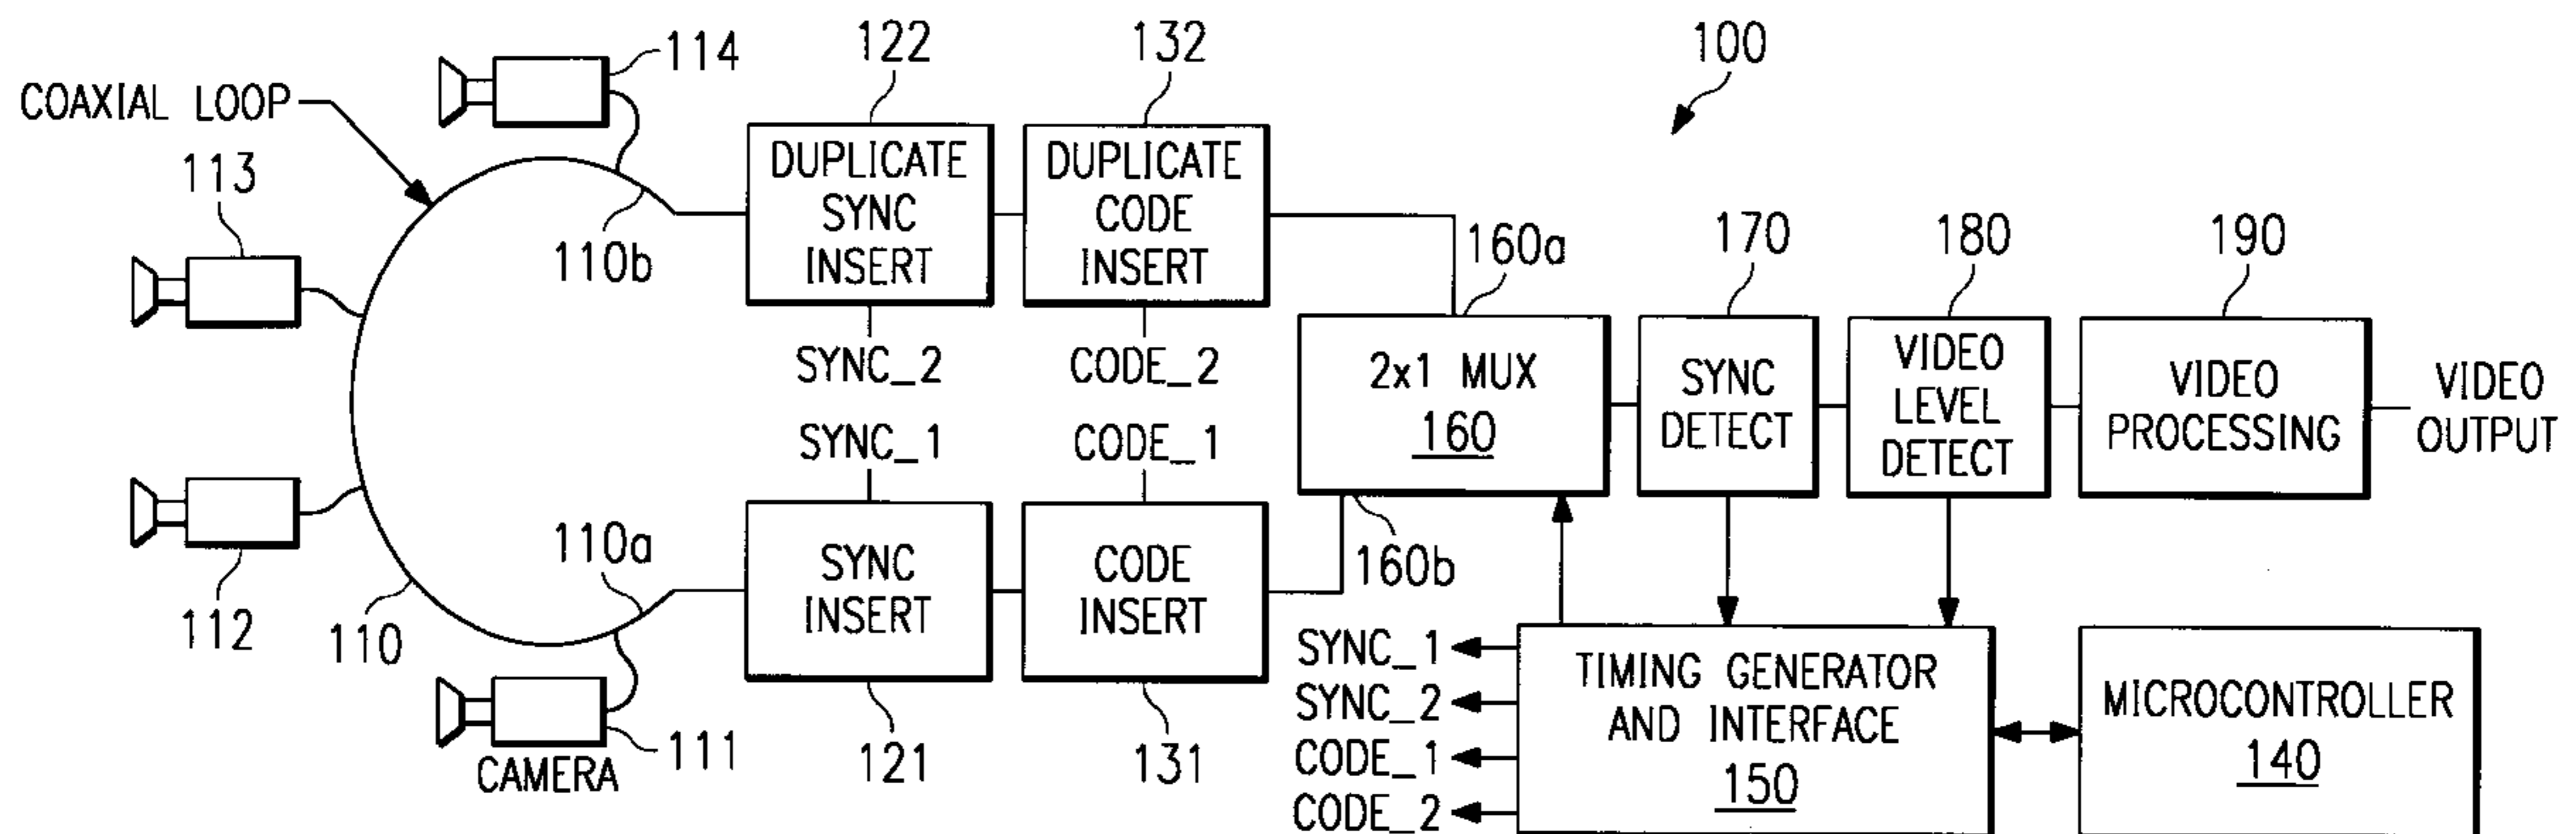 100
COAXIAL LOOP
114
122
132
113
110b
DUPLICATE
SYNC
INSERT
DUPLICATE
CODE
INSERT
SYNC_2
CODE_2
160a
170
180
190
2x1 MUX
160
SYNC
DETECT
VIDEO
LEVEL
DETECT
VIDEO
PROCESSING
VIDEO
OUTPUT
SYNC_1
CODE_1
160b
112
110
110a
SYNC
INSERT
CODE
INSERT
111
CAMERA
121
131
SYNC_1
SYNC_2
CODE_1
CODE_2
TIMING GENERATOR
AND INTERFACE
150
MICROCONTROLLER
140